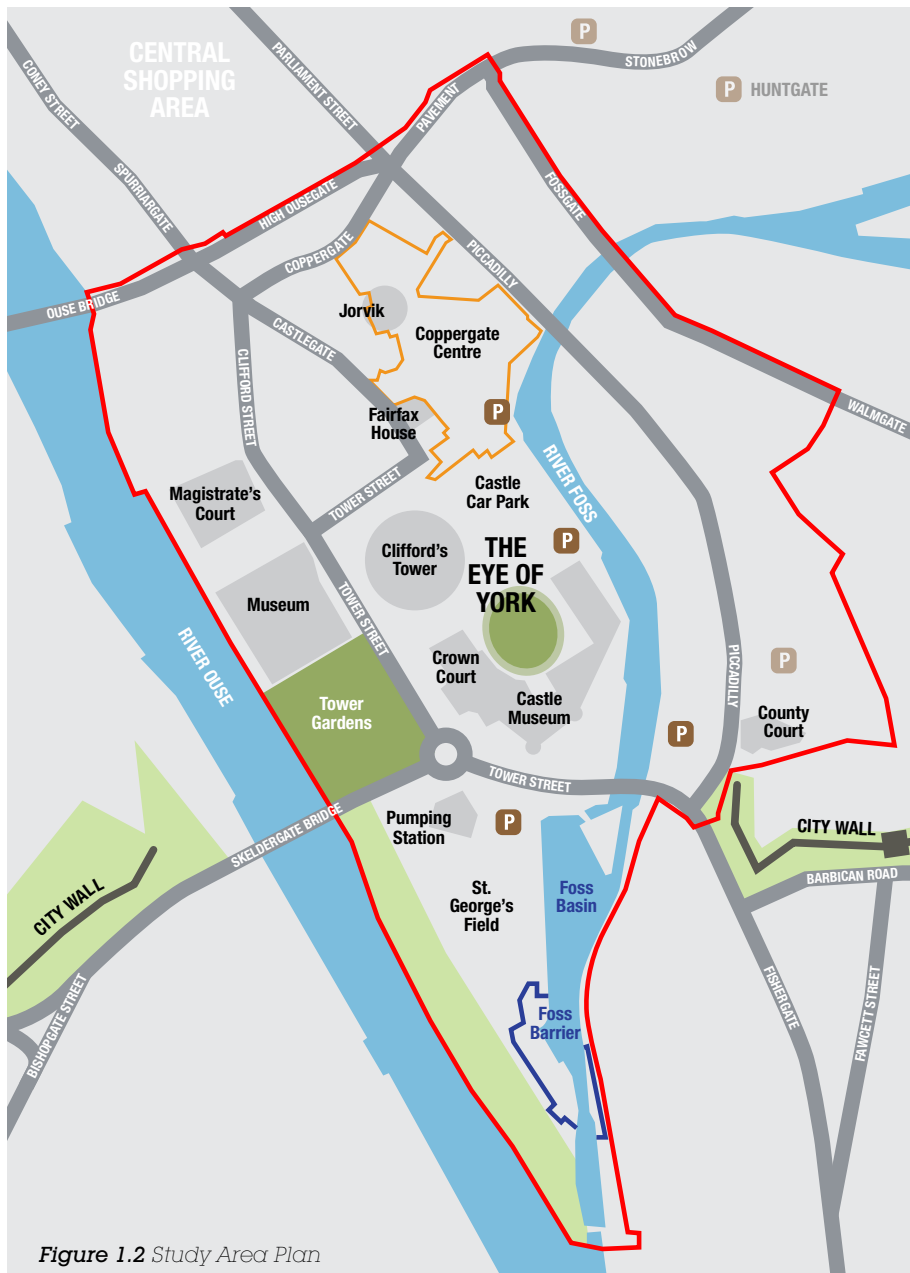 CENTRAL
SHOPPING
AREA
CONEY STREET
PARLIAMENT STREET
P
STONEBROW
P HUNTGATE
PAVEMENT
SPURRIARGATE
HIGH OUSEGATE
FOSSGATE
COPPERGATE
PICCADILLY
OUSE BRIDGE
Jorvik
Coppergate
Centre
CASTLEGATE
CLIFFORD STREET
Fairfax
House
P
WALMGATE
RIVER FOSS
Magistrate's
Court
TOWER STREET
Castle
Car Park
P
Clifford's
Tower
THE
EYE OF
YORK
Museum
TOWER STREET
RIVER OUSE
Crown
Court
Castle
Museum
PICCADILLY
P
Tower
Gardens
County
Court
P
TOWER STREET
SKELDERGATE BRIDGE
Pumping
Station
P
CITY WALL
BARBICAN ROAD
CITY WALL
St.
George's
Field
Foss
Basin
BISHOPGATE STREET
Foss
Barrier
FISHERGATE
FAWCETT STREET
Figure 1.2 Study Area Plan